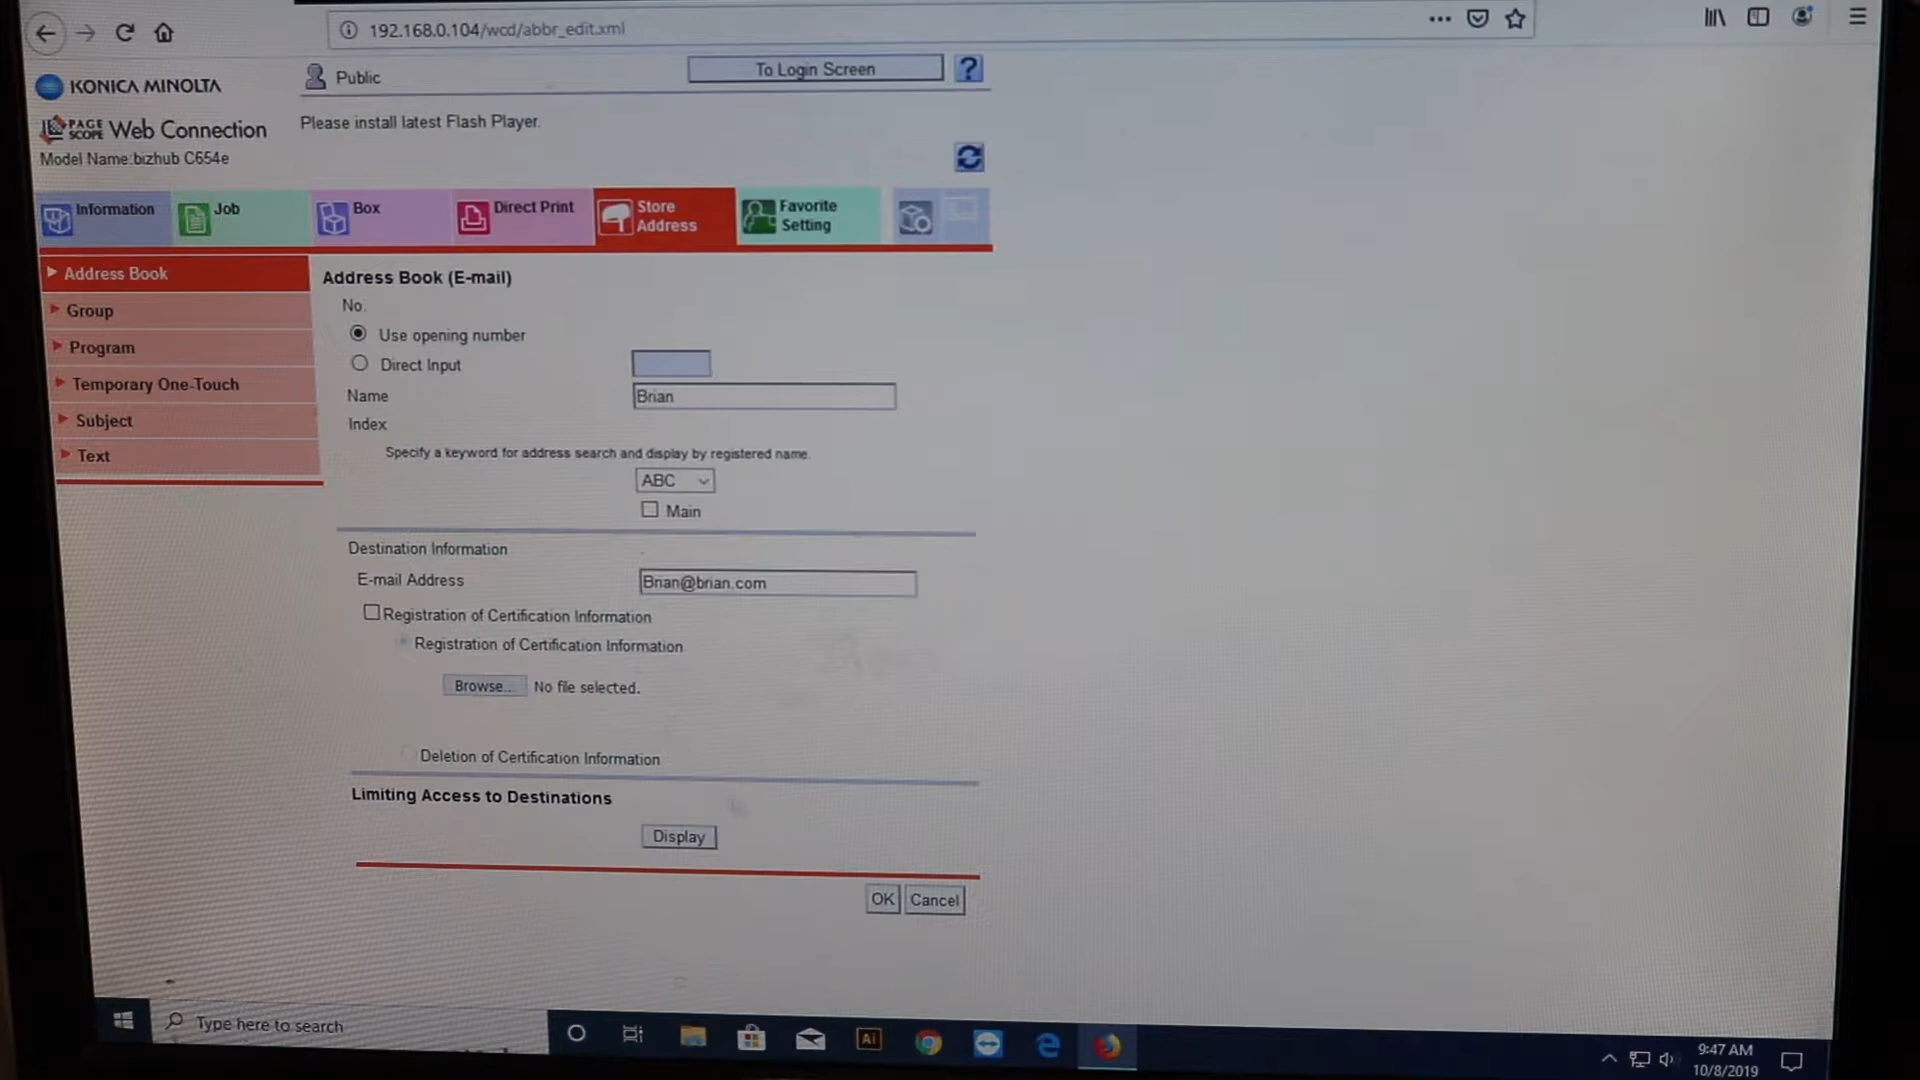 192.168.0.104/wcd/abbr_edit.xml
KONICA MINOLTA
Public
To Login Screen
?
PAGE SCOPE Web Connection
Please install latest Flash Player.
Model Name:bizhub C654e
Information
Job
Box
Direct Print
Store Address
Favorite Setting
Address Book
Group
Program
Temporary One-Touch
Subject
Text
Address Book (E-mail)
No.
Use opening number
Direct Input
Name
Brian
Index
Specify a keyword for address search and display by registered name.
ABC
Main
Destination Information
E-mail Address
Brian@brian.com
Registration of Certification Information
Registration of Certification Information
Browse... No file selected.
Deletion of Certification Information
Limiting Access to Destinations
Display
OK Cancel
Type here to search
Ai
9:47 AM
10/8/2019